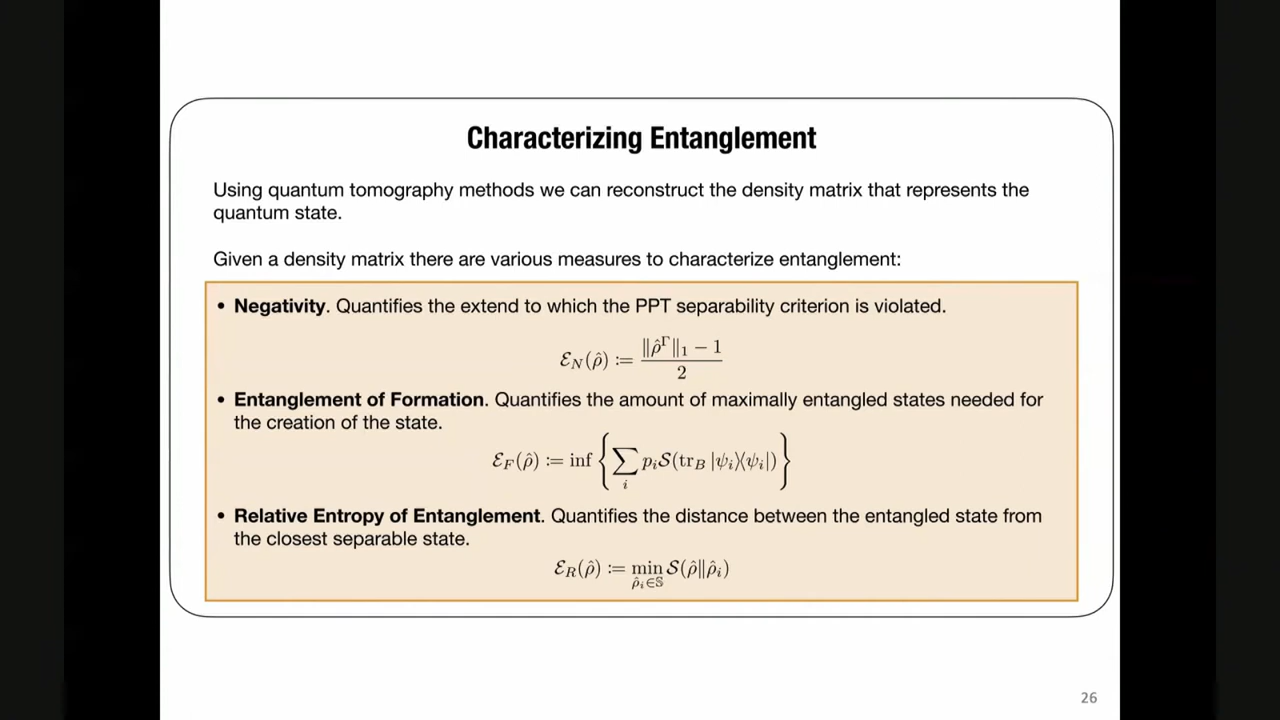 Characterizing Entanglement
Using quantum tomography methods we can reconstruct the density matrix that represents the
quantum state.
Given a density matrix there are various measures to characterize entanglement:
• Negativity. Quantifies the extend to which the PPT separability criterion is violated.
ℰ_N(ρ̂) := (‖ρ̂^Γ‖₁ − 1) / 2
• Entanglement of Formation. Quantifies the amount of maximally entangled states needed for
the creation of the state.
ℰ_F(ρ̂) := inf { ∑_i p_i 𝒮(tr_B |ψ_i⟩⟨ψ_i|) }
• Relative Entropy of Entanglement. Quantifies the distance between the entangled state from
the closest separable state.
ℰ_R(ρ̂) := min_{ρ̂_i∈𝕊} 𝒮(ρ̂‖ρ̂_i)
26